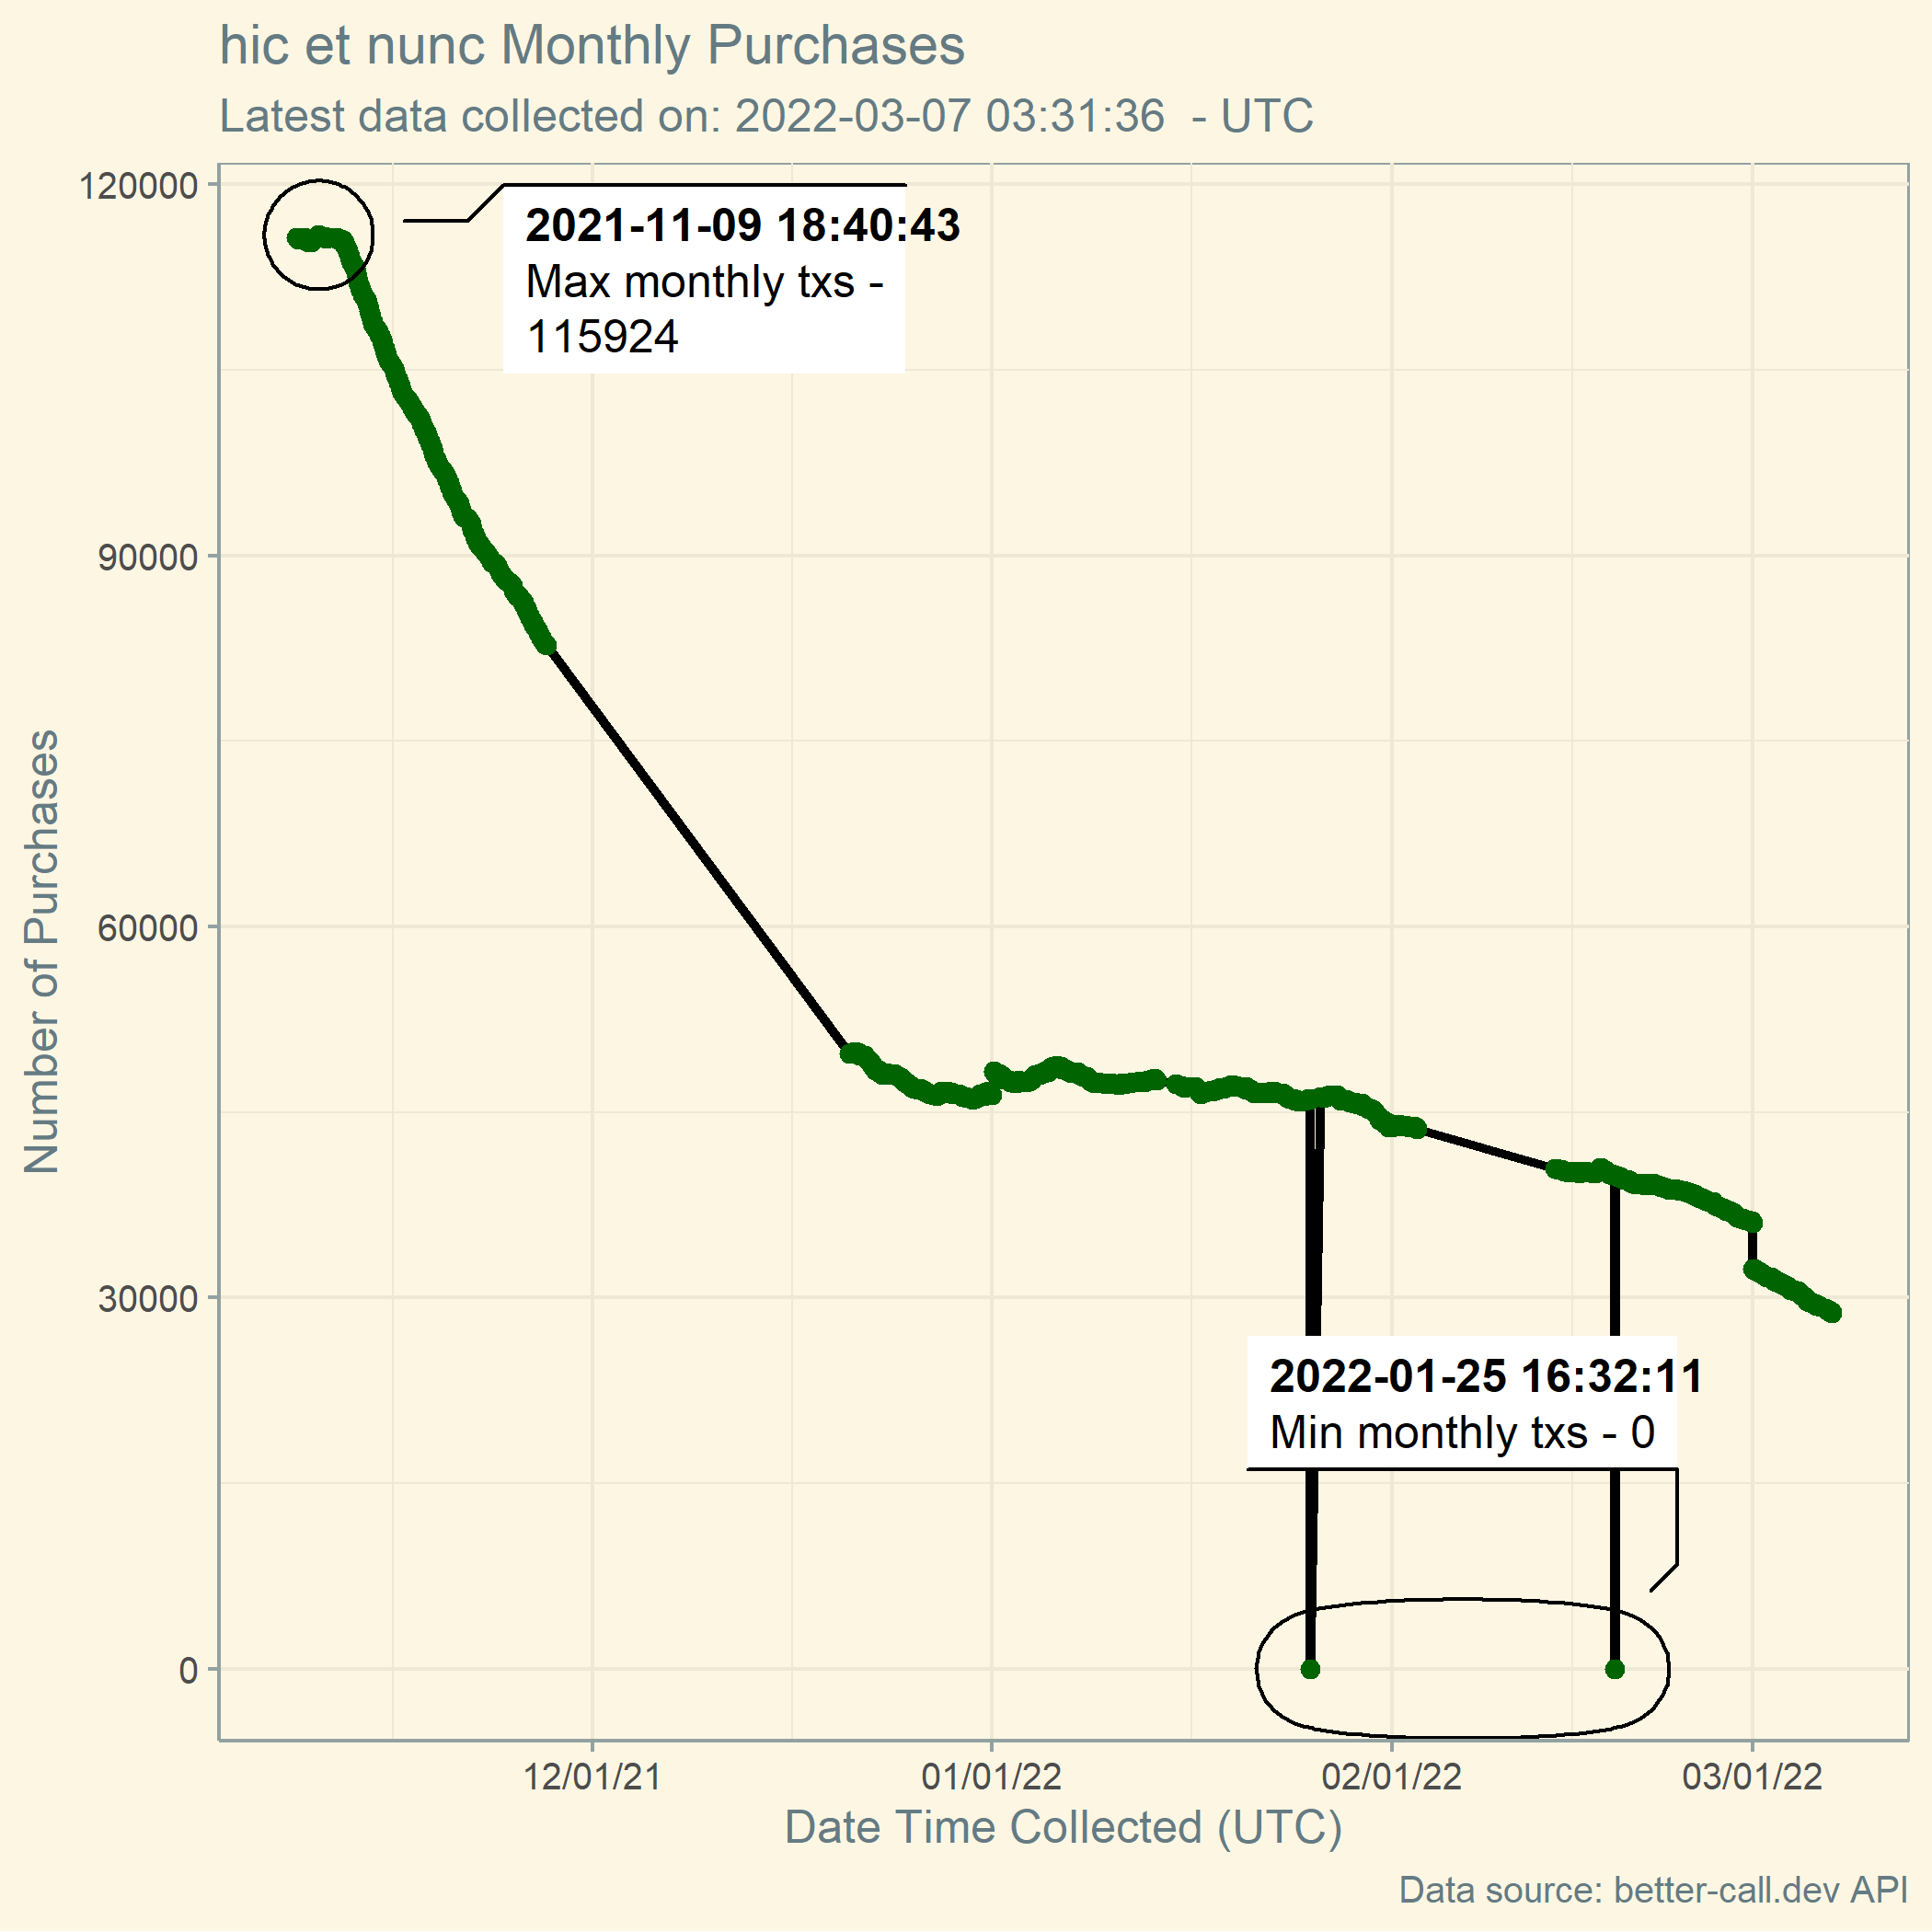 hic et nunc Monthly Purchases
Latest data collected on: 2022-03-07 03:31:36  - UTC
120000
90000
60000
30000
0
Number of Purchases
2021-11-09 18:40:43
Max monthly txs -
115924
2022-01-25 16:32:11
Min monthly txs - 0
12/01/21
01/01/22
02/01/22
03/01/22
Date Time Collected (UTC)
Data source: better-call.dev API